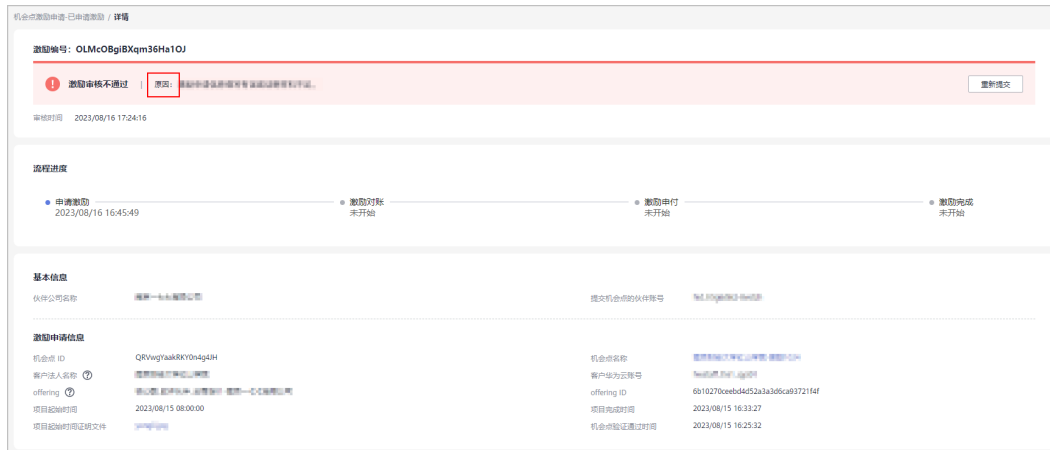 机会点激励申请-已申请激励 / 详情
激励编号：OLMcOBgiBXqm36Ha1OJ
激励审核不通过 | 原因：
重新提交
审核时间 2023/08/16 17:24:16
流程进度
申请激励 激励对账 激励申付 激励完成
2023/08/16 16:45:49 未开始 未开始 未开始
基本信息
伙伴公司名称 提交机会点的伙伴账号
激励申请信息
机会点 ID QRVwgYaakRKY0n4g4JH 机会点名称
客户法人名称 客户华为云账号
offering offering ID 6b10270ceebd4d52a3a3d6ca93721f4f
项目起始时间 2023/08/15 08:00:00 项目完成时间 2023/08/15 16:33:27
项目起始时间证明文件 机会点验证通过时间 2023/08/15 16:25:32